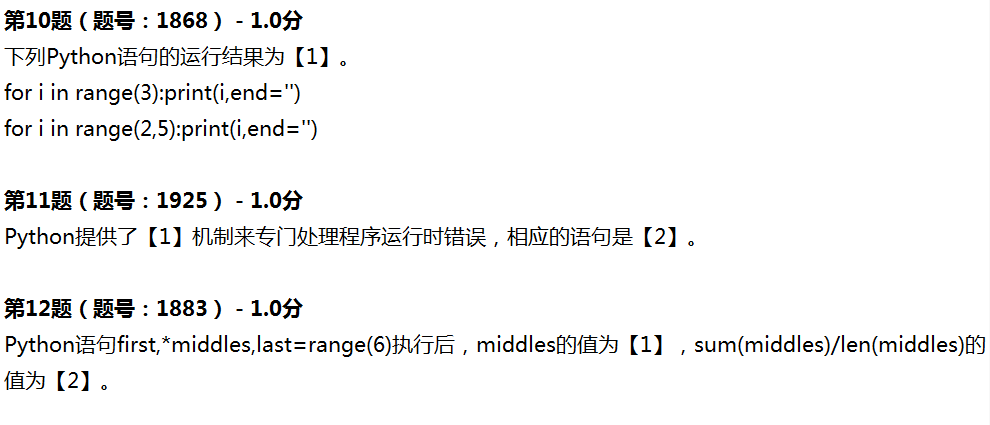 第10题（题号：1868） - 1.0分
下列Python语句的运行结果为【1】。
for i in range(3):print(i,end='')
for i in range(2,5):print(i,end='')
第11题（题号：1925） - 1.0分
Python提供了【1】机制来专门处理程序运行时错误，相应的语句是【2】。
第12题（题号：1883） - 1.0分
Python语句first,*middles,last=range(6)执行后，middles的值为【1】，sum(middles)/len(middles)的
值为【2】。